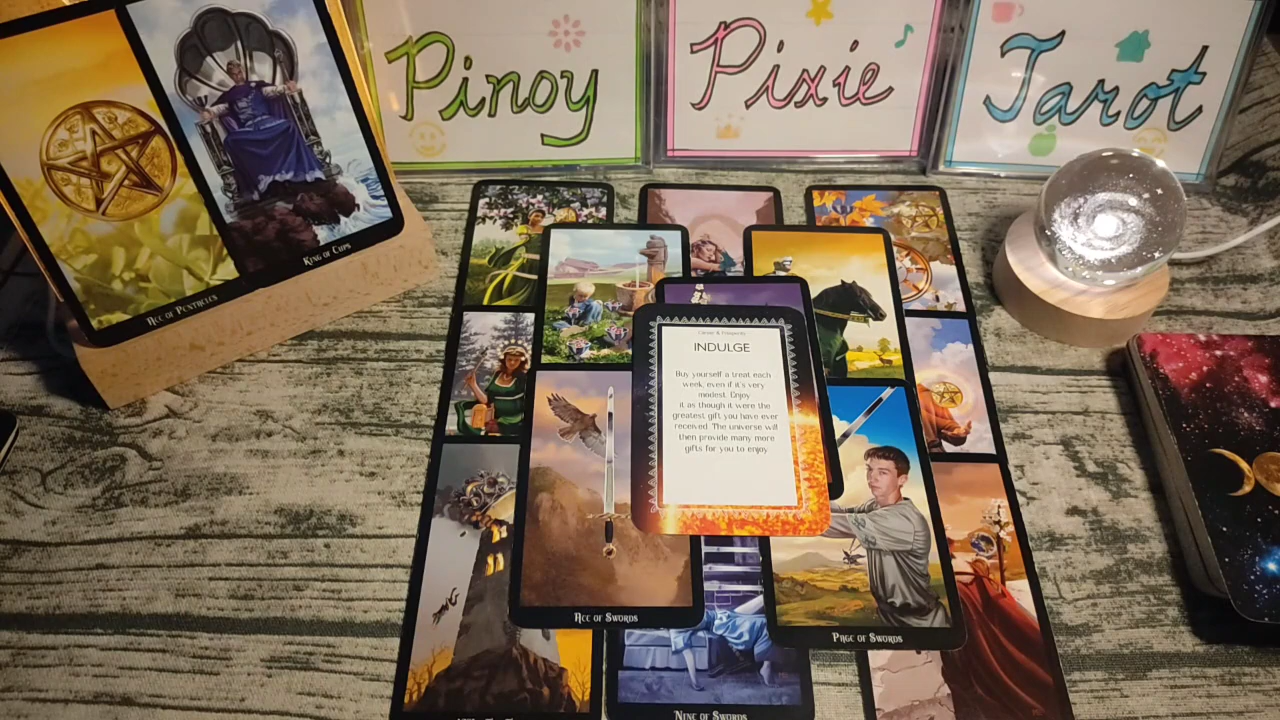 Pinoy
Pixie
Tarot
Ace of Pentacles
King of Cups
Career & Prosperity
INDULGE
Buy yourself a treat each
week, even if it's very
modest. Enjoy
it as though it were the
greatest gift you have ever
received. The universe will
then provide many more
gifts for you to enjoy.
Ace of Swords
Page of Swords
Nine of Swords